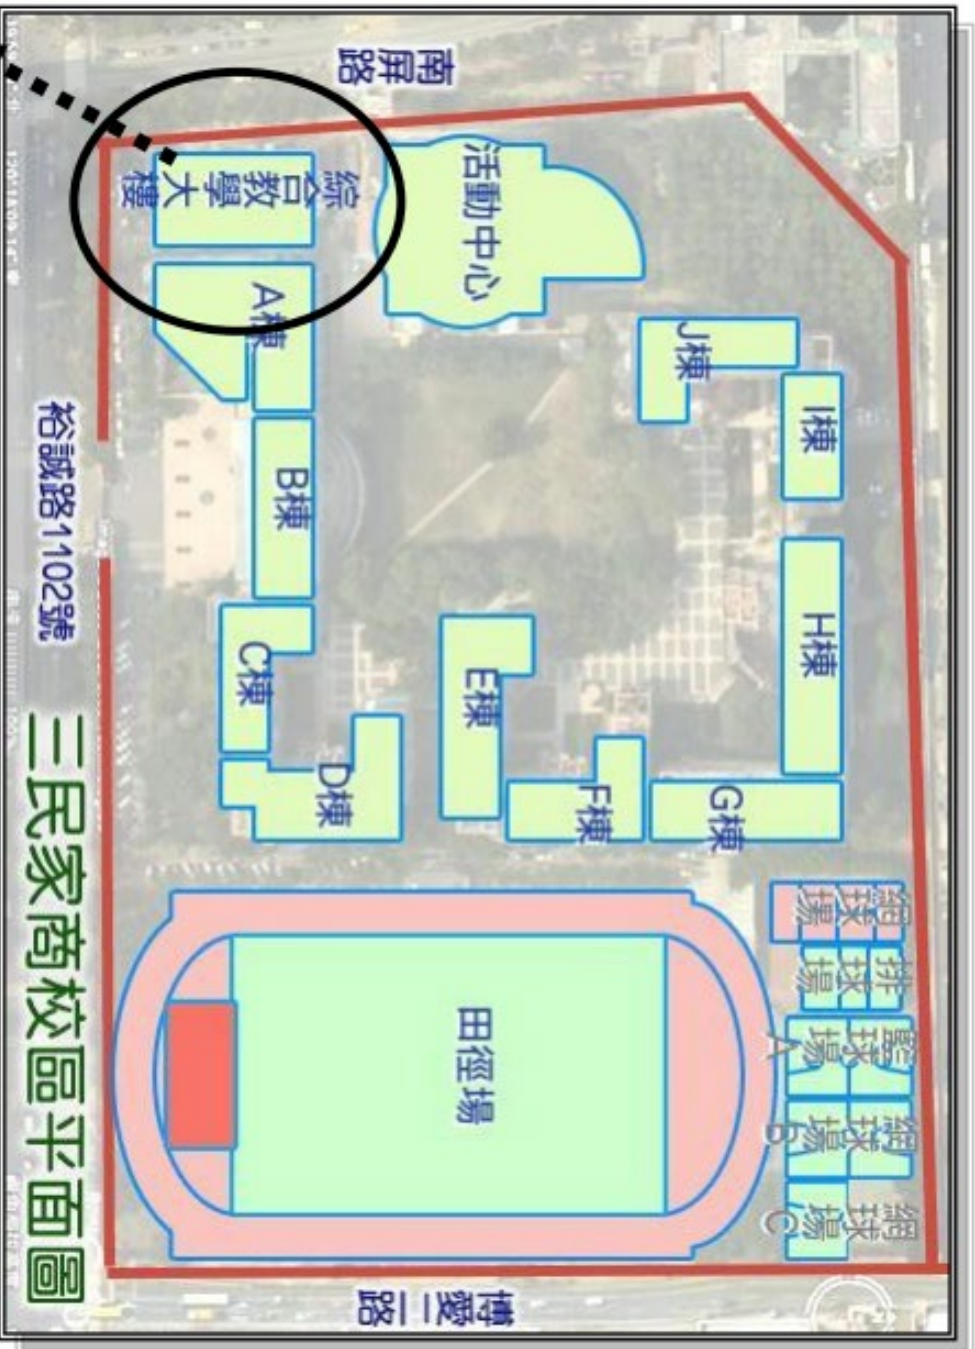 南屏路
綜合教學大樓
活動中心
A棟
J棟
I棟
B棟
裕誠路1102號
C棟
E棟
H棟
D棟
F棟
G棟
網球場
排球場
籃球場A
網球場B
網球場C
田徑場
三民家商校區平面圖
博愛二路